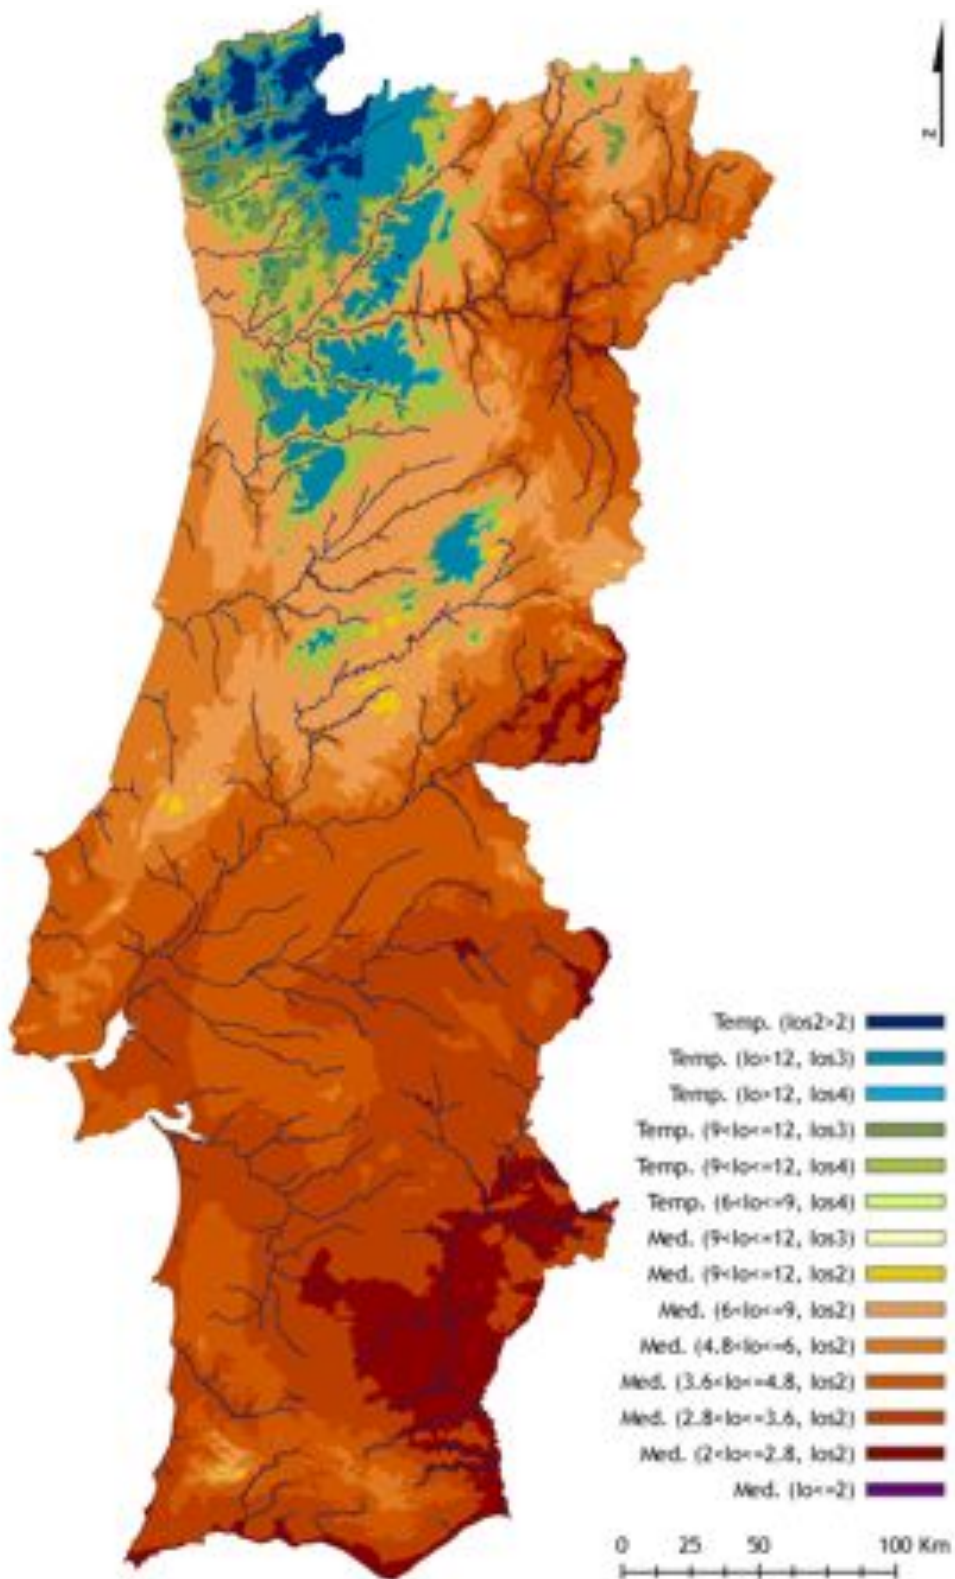 N
Temp. (Ios2>2)
Temp. (Io>12, Ios3)
Temp. (Io>12, Ios4)
Temp. (9<Io<=12, Ios3)
Temp. (9<Io<=12, Ios4)
Temp. (6<Io<=9, Ios4)
Med. (9<Io<=12, Ios3)
Med. (9<Io<=12, Ios2)
Med. (6<Io<=9, Ios2)
Med. (4.8<Io<=6, Ios2)
Med. (3.6<Io<=4.8, Ios2)
Med. (2.8<Io<=3.6, Ios2)
Med. (2<Io<=2.8, Ios2)
Med. (Io<=2)
0 25 50 100 Km